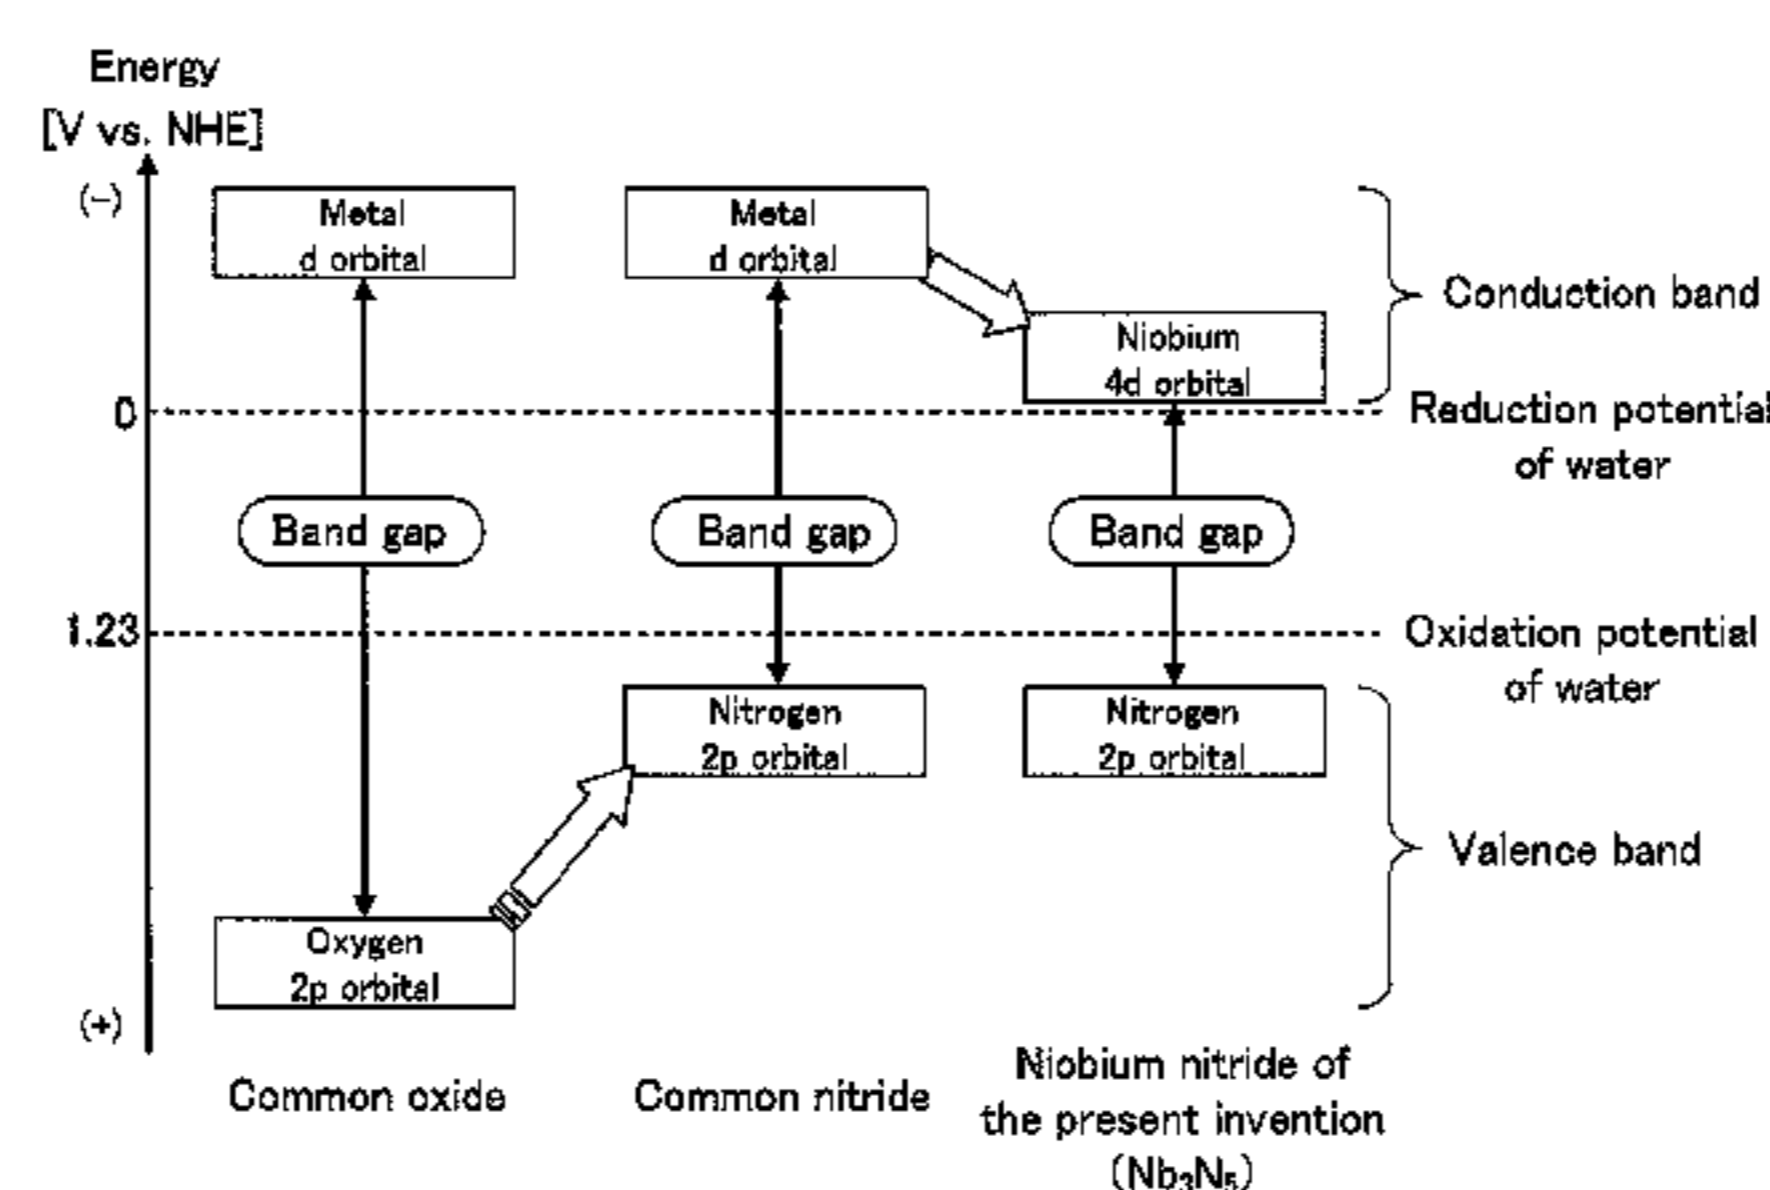 Energy
[V vs. NHE]
(−)
Metal
d orbital
Metal
d orbital
Niobium
4d orbital
Conduction band
0
Reduction potential
of water
Band gap
Band gap
Band gap
1.23
Oxidation potential
of water
Nitrogen
2p orbital
Nitrogen
2p orbital
Valence band
Oxygen
2p orbital
(+)
Common oxide
Common nitride
Niobium nitride of
the present invention
(Nb₃N₅)